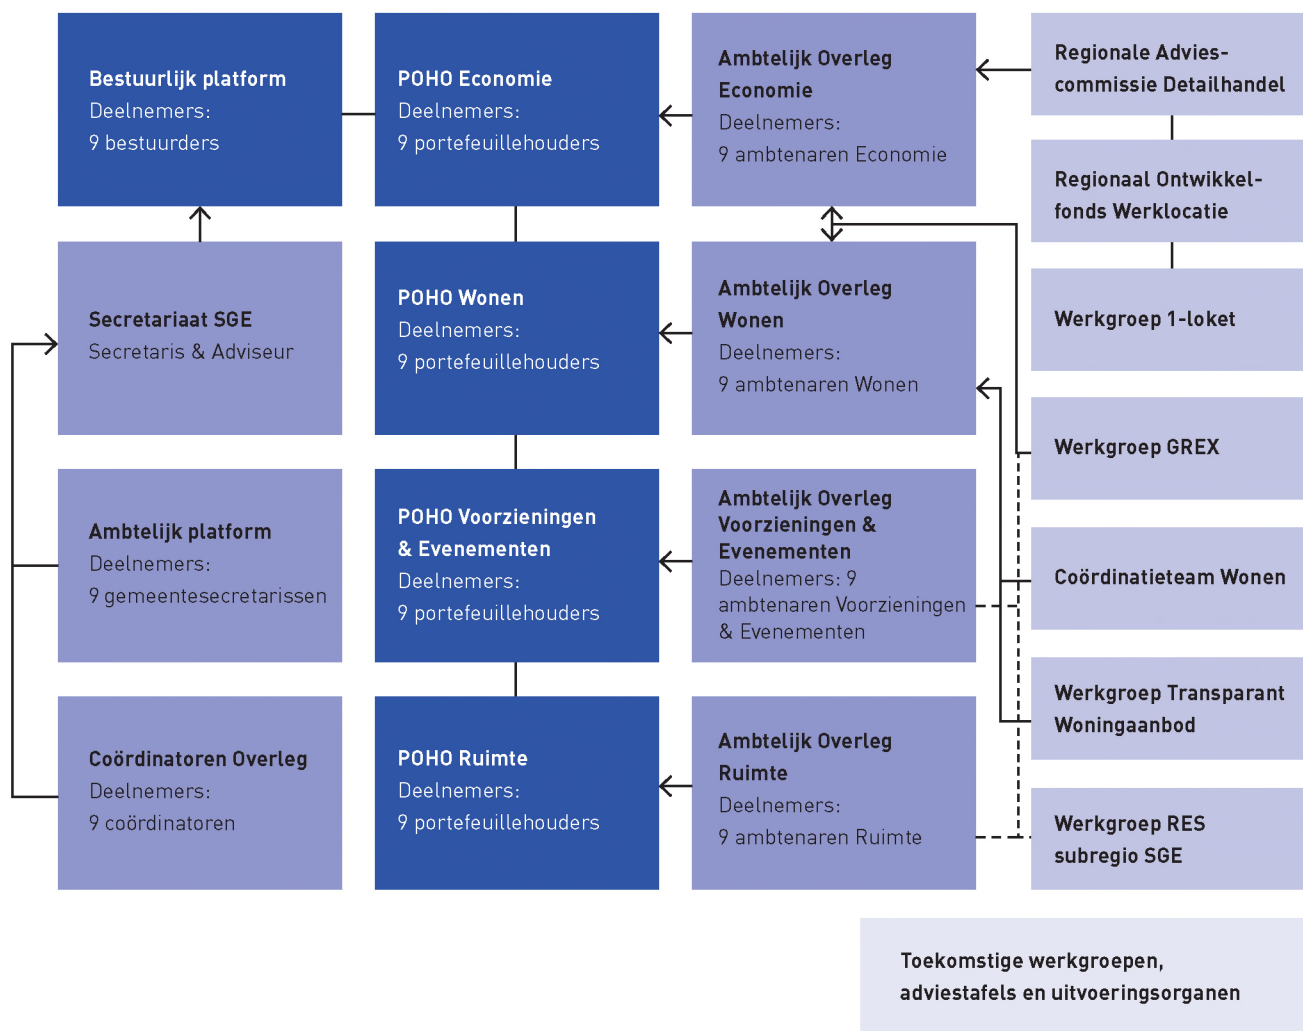 Bestuurlijk platform
Deelnemers:
9 bestuurders
POHO Economie
Deelnemers:
9 portefeuillehouders
Ambtelijk Overleg
Economie
Deelnemers:
9 ambtenaren Economie
Regionale Advies-
commissie Detailhandel
Regionaal Ontwikkel-
fonds Werklocatie
Secretariaat SGE
Secretaris & Adviseur
POHO Wonen
Deelnemers:
9 portefeuillehouders
Ambtelijk Overleg
Wonen
Deelnemers:
9 ambtenaren Wonen
Werkgroep 1-loket
Werkgroep GREX
Ambtelijk platform
Deelnemers:
9 gemeentesecretarissen
POHO Voorzieningen
& Evenementen
Deelnemers:
9 portefeuillehouders
Ambtelijk Overleg
Voorzieningen &
Evenementen
Deelnemers: 9
ambtenaren Voorzieningen
& Evenementen
Coördinatieteam Wonen
Werkgroep Transparant
Woningaanbod
Coördinatoren Overleg
Deelnemers:
9 coördinatoren
POHO Ruimte
Deelnemers:
9 portefeuillehouders
Ambtelijk Overleg
Ruimte
Deelnemers:
9 ambtenaren Ruimte
Werkgroep RES
subregio SGE
Toekomstige werkgroepen,
adviestafels en uitvoeringsorganen